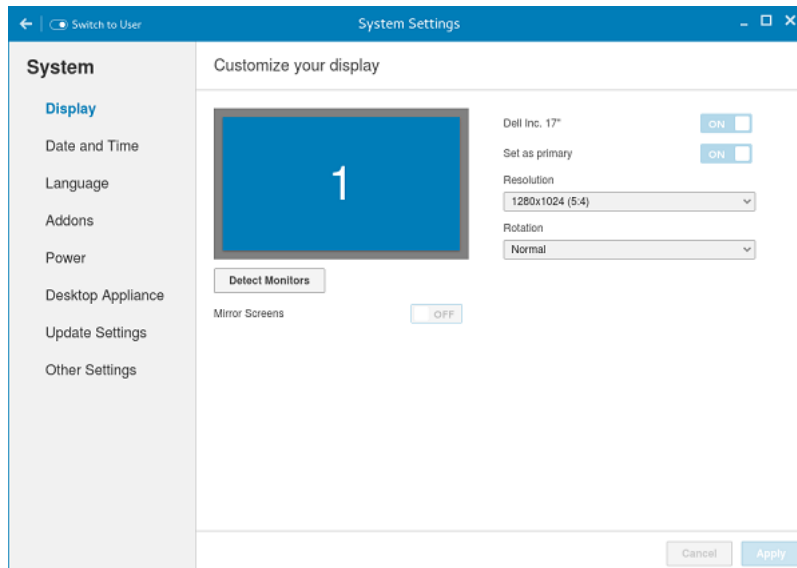 Switch to User
System Settings
System
Display
Date and Time
Language
Addons
Power
Desktop Appliance
Update Settings
Other Settings
Customize your display
1
Detect Monitors
Mirror Screens
OFF
Dell Inc. 17"
ON
Set as primary
ON
Resolution
1280x1024 (5:4)
Rotation
Normal
Cancel
Apply